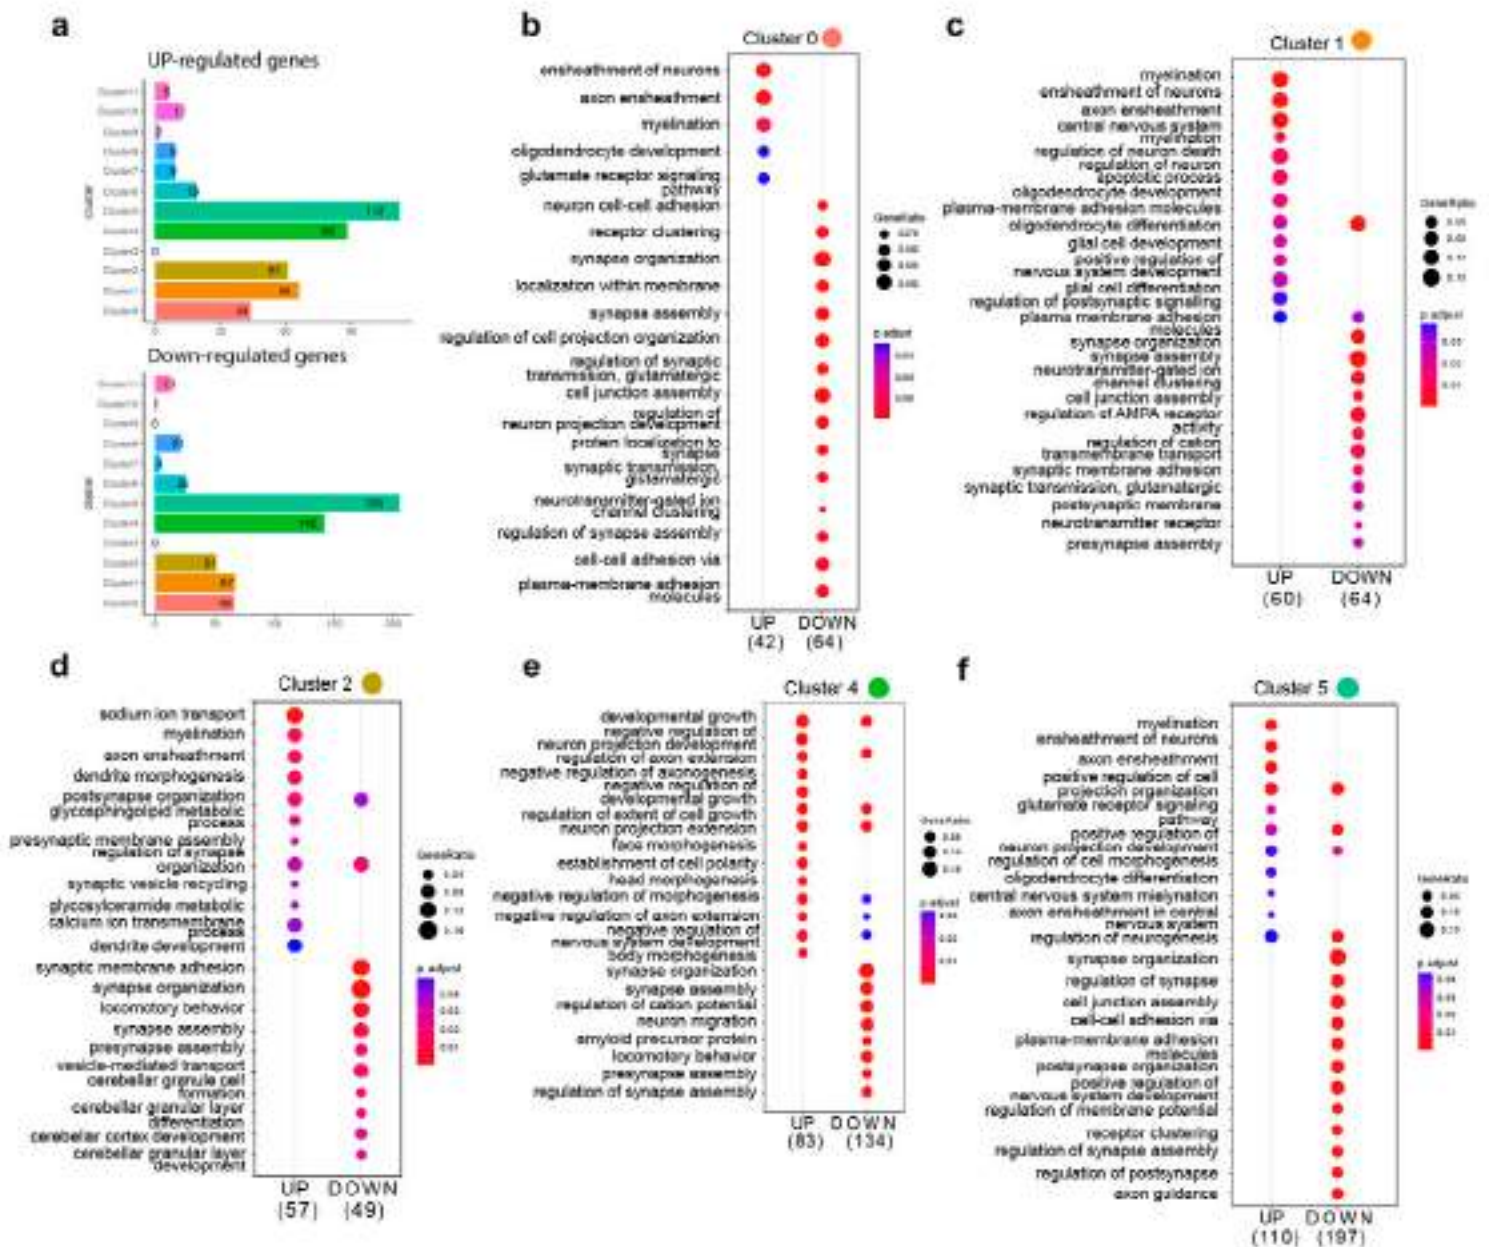 a
UP-regulated genes
cluster
Down-regulated genes
b
Cluster 0
ensheathment of neurons
axon ensheathment
myelination
oligodendrocyte development
glutamate receptor signaling
pathway
neuron cell-cell adhesion
receptor clustering
synapse organization
localization within membrane
synapse assembly
regulation of cell projection organization
regulation of synaptic
transmission, glutamatergic
cell junction assembly
regulation of
neuron projection development
protein localization to
synapse
synaptic transmission,
glutamatergic
neurotransmitter-gated ion
channel clustering
regulation of synapse assembly
cell-cell adhesion via
plasma-membrane adhesion
molecules
GeneRatio
p.adjust
UP DOWN
(42) (64)
c
Cluster 1
myelination
ensheathment of neurons
axon ensheathment
central nervous system
myelination
regulation of neuron death
regulation of neuron
apoptotic process
oligodendrocyte development
plasma-membrane adhesion molecules
oligodendrocyte differentiation
glial cell development
positive regulation of
nervous system development
glial cell differentiation
regulation of postsynaptic signalling
plasma membrane adhesion
molecules
synapse organization
synapse assembly
neurotransmitter-gated ion
channel clustering
cell junction assembly
regulation of AMPA receptor
activity
regulation of cation
transmembrane transport
synaptic membrane adhesion
synaptic transmission, glutamatergic
postsynaptic membrane
neurotransmitter receptor
presynapse assembly
GeneRatio
p.adjust
UP DOWN
(60) (64)
d
Cluster 2
sodium ion transport
myelination
axon ensheathment
dendrite morphogenesis
postsynapse organization
glycosphingolipid metabolic
process
presynaptic membrane assembly
regulation of synapse
organization
synaptic vesicle recycling
glycosylceramide metabolic
calcium ion transmembrane
process
dendrite development
synaptic membrane adhesion
synapse organization
locomotory behavior
synapse assembly
presynapse assembly
vesicle-mediated transport
cerebellar granule cell
formation
cerebellar granular layer
differentiation
cerebellar cortex development
cerebellar granular layer
development
GeneRatio
p.adjust
UP DOWN
(57) (49)
e
Cluster 4
developmental growth
negative regulation of
neuron projection development
regulation of axon extension
negative regulation of axonogenesis
negative regulation of
developmental growth
regulation of extent of cell growth
neuron projection extension
face morphogenesis
establishment of cell polarity
head morphogenesis
negative regulation of morphogenesis
negative regulation of axon extension
negative regulation of
nervous system development
body morphogenesis
synapse organization
synapse assembly
regulation of cation potential
neuron migration
amyloid precursor protein
locomotory behavior
presynapse assembly
regulation of synapse assembly
GeneRatio
p.adjust
UP DOWN
(83) (134)
f
Cluster 5
myelination
ensheathment of neurons
axon ensheathment
positive regulation of cell
projection organization
glutamate receptor signaling
pathway
positive regulation of
neuron projection development
regulation of cell morphogenesis
oligodendrocyte differentiation
central nervous system mielynation
axon ensheathment in central
nervous system
regulation of neurogenesis
synapse organization
regulation of synapse
cell junction assembly
cell-cell adhesion via
plasma-membrane adhesion
molecules
postsynapse organization
positive regulation of
nervous system development
regulation of membrane potential
receptor clustering
regulation of synapse assembly
regulation of postsynapse
axon guidance
GeneRatio
p.adjust
UP DOWN
(110) (197)